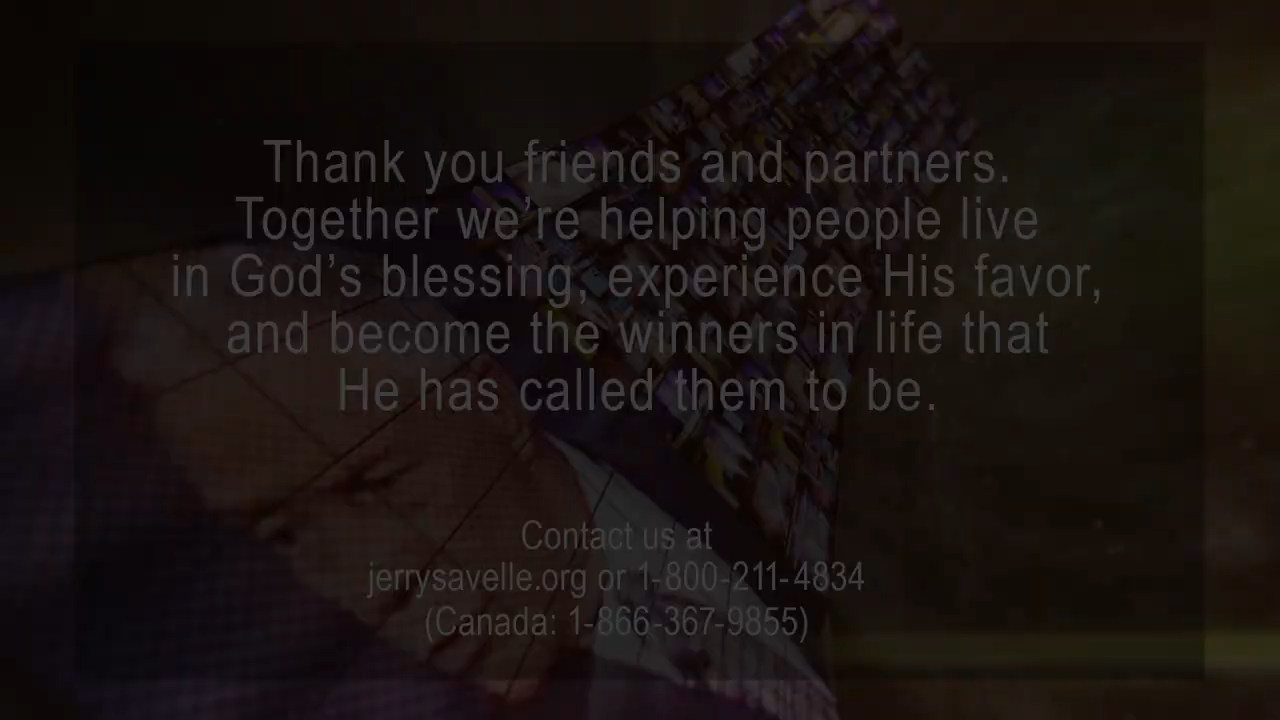 Thank you friends and partners.
Together we’re helping people live
in God’s blessing, experience His favor,
and become the winners in life that
He has called them to be.
Contact us at
jerrysavelle.org or 1-800-211-4834
(Canada: 1-866-367-9855)